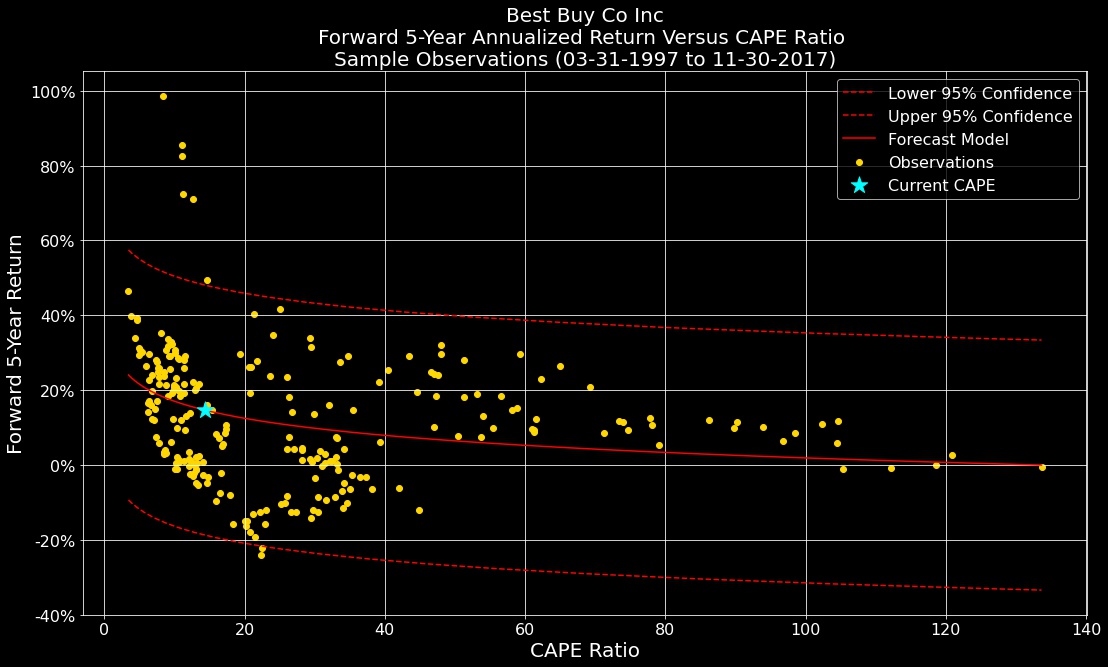 Best Buy Co Inc
Forward 5-Year Annualized Return Versus CAPE Ratio
Sample Observations (03-31-1997 to 11-30-2017)
Lower 95% Confidence
Upper 95% Confidence
Forecast Model
Observations
Current CAPE
Forward 5-Year Return
100%
80%
60%
40%
20%
0%
-20%
-40%
0 20 40 60 80 100 120 140
CAPE Ratio